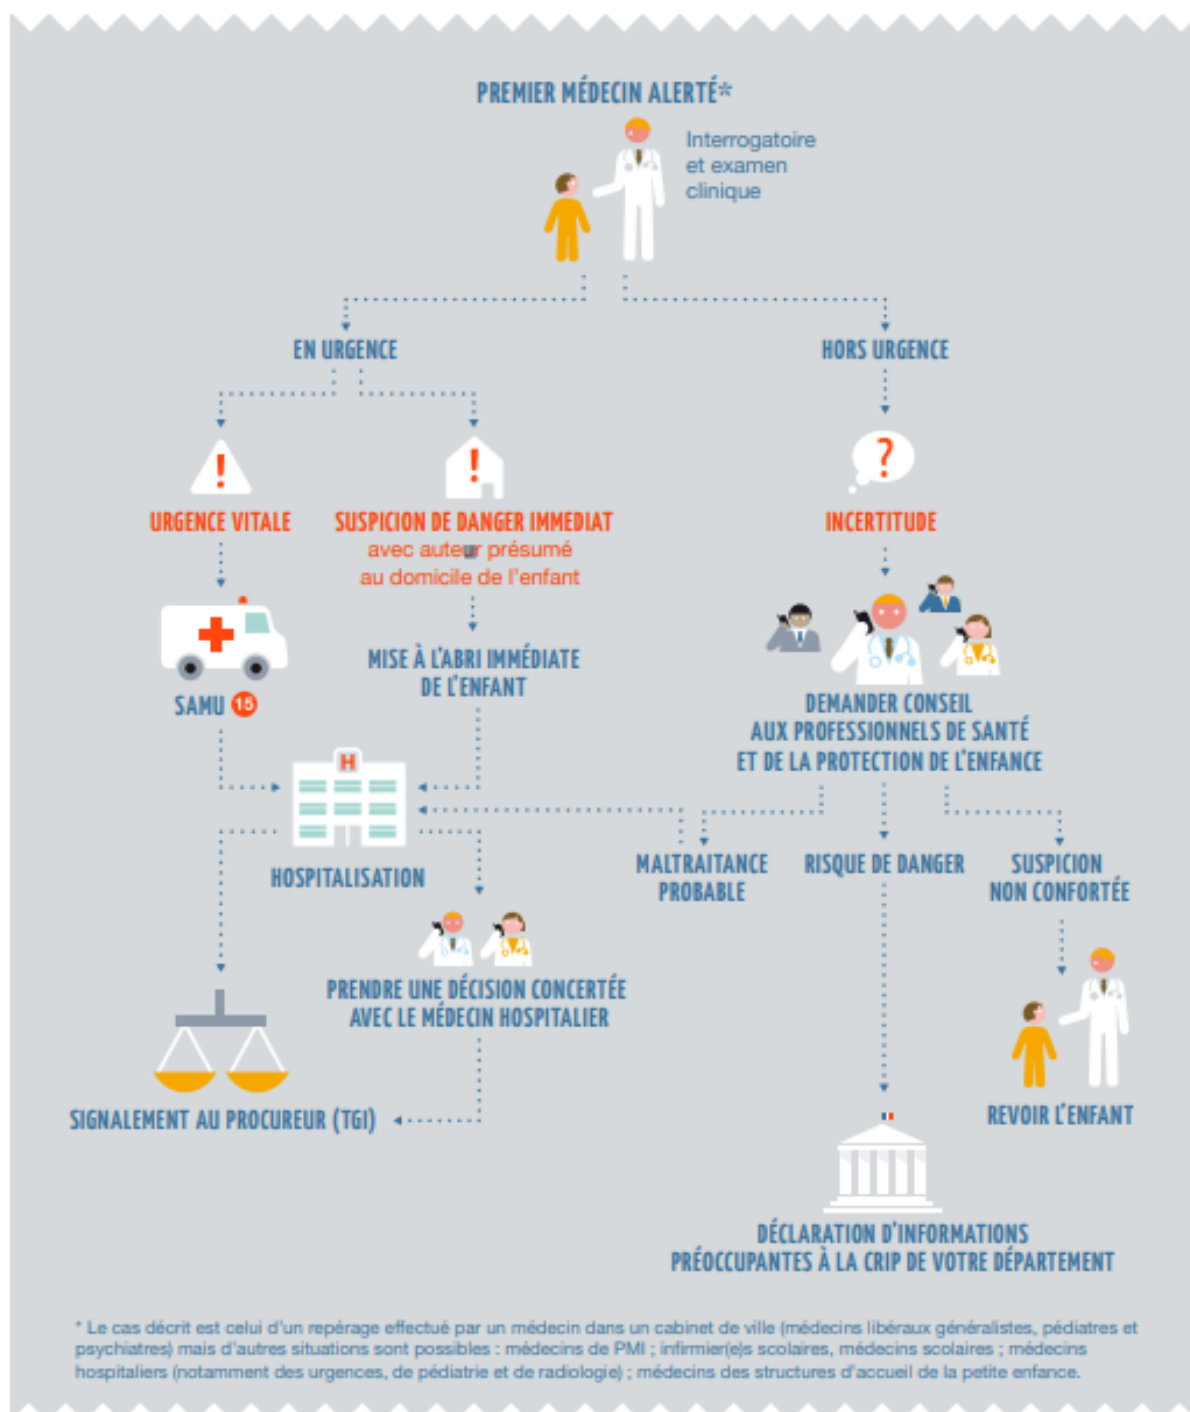 PREMIER MÉDECIN ALERTÉ*
Interrogatoire
et examen
clinique
EN URGENCE
HORS URGENCE
!
!
?
URGENCE VITALE
SUSPICION DE DANGER IMMEDIAT
avec auteur présumé
au domicile de l'enfant
INCERTITUDE
SAMU 15
MISE À L'ABRI IMMÉDIATE
DE L'ENFANT
DEMANDER CONSEIL
AUX PROFESSIONNELS DE SANTÉ
ET DE LA PROTECTION DE L'ENFANCE
H
HOSPITALISATION
MALTRAITANCE
PROBABLE
RISQUE DE DANGER
SUSPICION
NON CONFORTÉE
PRENDRE UNE DÉCISION CONCERTÉE
AVEC LE MÉDECIN HOSPITALIER
SIGNALEMENT AU PROCUREUR (TGI)
REVOIR L'ENFANT
DÉCLARATION D'INFORMATIONS
PRÉOCCUPANTES À LA CRIP DE VOTRE DÉPARTEMENT
* Le cas décrit est celui d'un repérage effectué par un médecin dans un cabinet de ville (médecins libéraux généralistes, pédiatres et
psychiatres) mais d'autres situations sont possibles : médecins de PMI ; infirmier(e)s scolaires, médecins scolaires ; médecins
hospitaliers (notamment des urgences, de pédiatrie et de radiologie) ; médecins des structures d'accueil de la petite enfance.